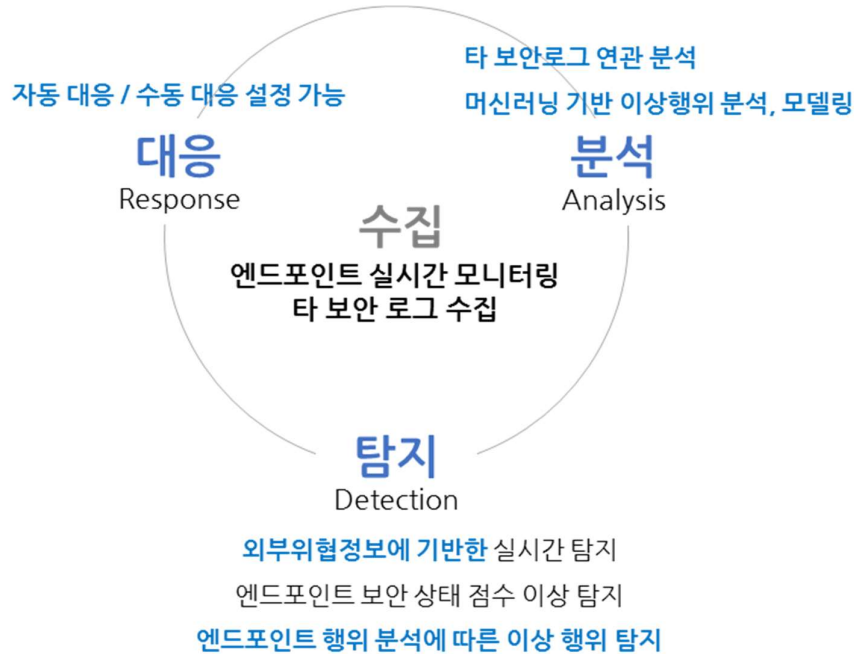 타 보안로그 연관 분석
머신러닝 기반 이상행위 분석, 모델링
자동 대응 / 수동 대응 설정 가능
대응
Response
분석
Analysis
수집
엔드포인트 실시간 모니터링
타 보안 로그 수집
탐지
Detection
외부위협정보에 기반한 실시간 탐지
엔드포인트 보안 상태 점수 이상 탐지
엔드포인트 행위 분석에 따른 이상 행위 탐지